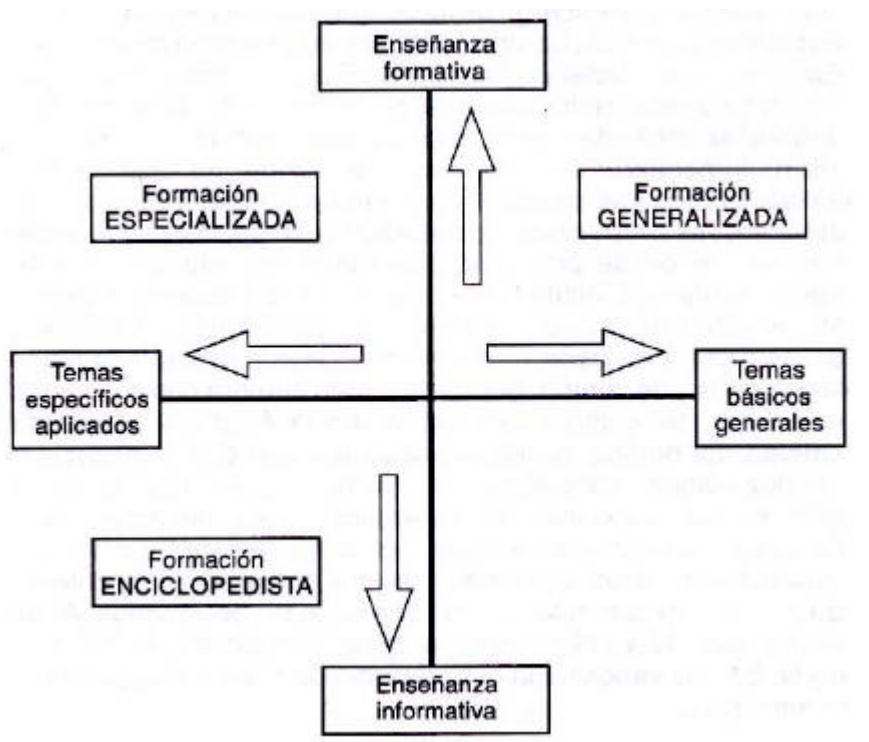 Enseñanza
formativa
Formación
ESPECIALIZADA
Formación
GENERALIZADA
Temas
específicos
aplicados
Temas
básicos
generales
Formación
ENCICLOPEDISTA
Enseñanza
informativa